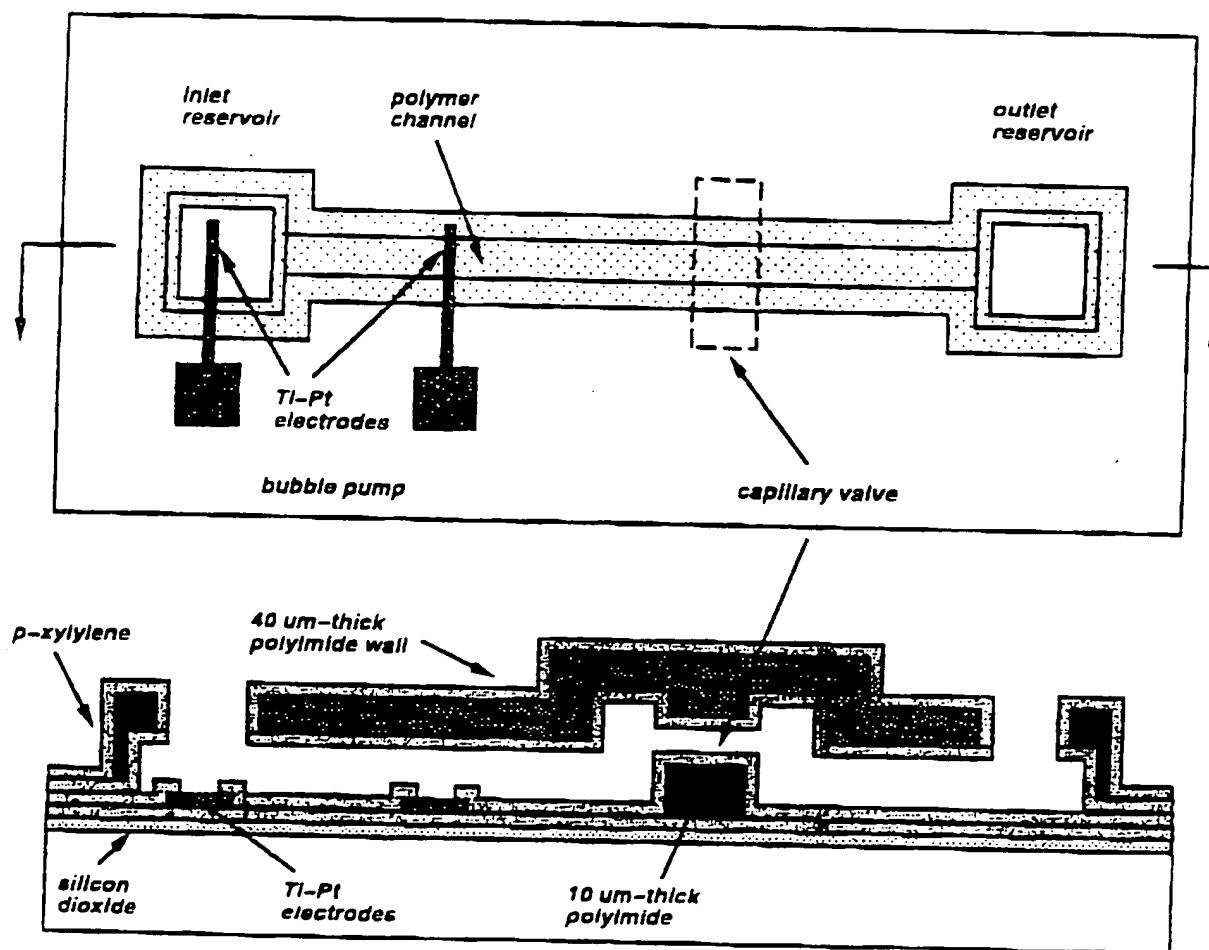 inlet
reservoir
polymer
channel
outlet
reservoir
Ti-Pt
electrodes
bubble pump
capillary valve
p-xylylene
40 um-thick
polyimide wall
silicon
dioxide
Ti-Pt
electrodes
10 um-thick
polyimide